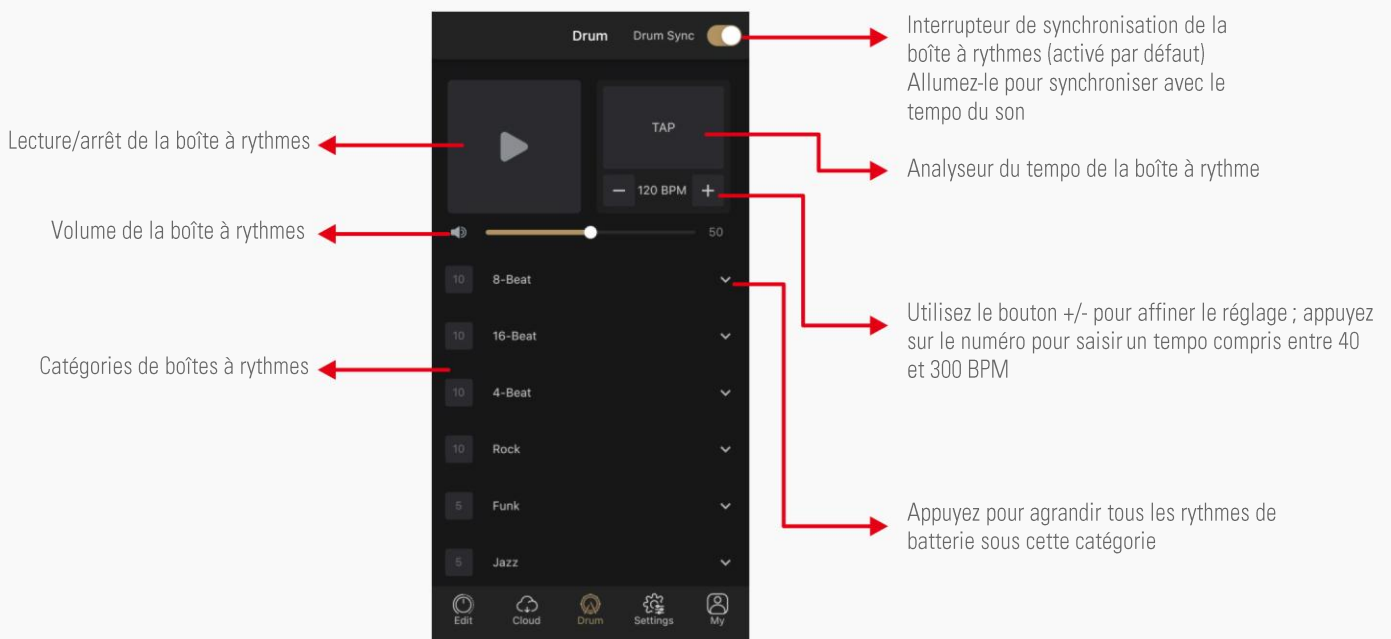 Drum
Drum Sync
TAP
120 BPM
50
10 8-Beat
10 16-Beat
10 4-Beat
10 Rock
5 Funk
5 Jazz
Edit
Cloud
Drum
Settings
My
Lecture/arrêt de la boîte à rythmes
Volume de la boîte à rythmes
Catégories de boîtes à rythmes
Interrupteur de synchronisation de la
boîte à rythmes (activé par défaut)
Allumez-le pour synchroniser avec le
tempo du son
Analyseur du tempo de la boîte à rythme
Utilisez le bouton +/- pour affiner le réglage ; appuyez
sur le numéro pour saisir un tempo compris entre 40
et 300 BPM
Appuyez pour agrandir tous les rythmes de
batterie sous cette catégorie